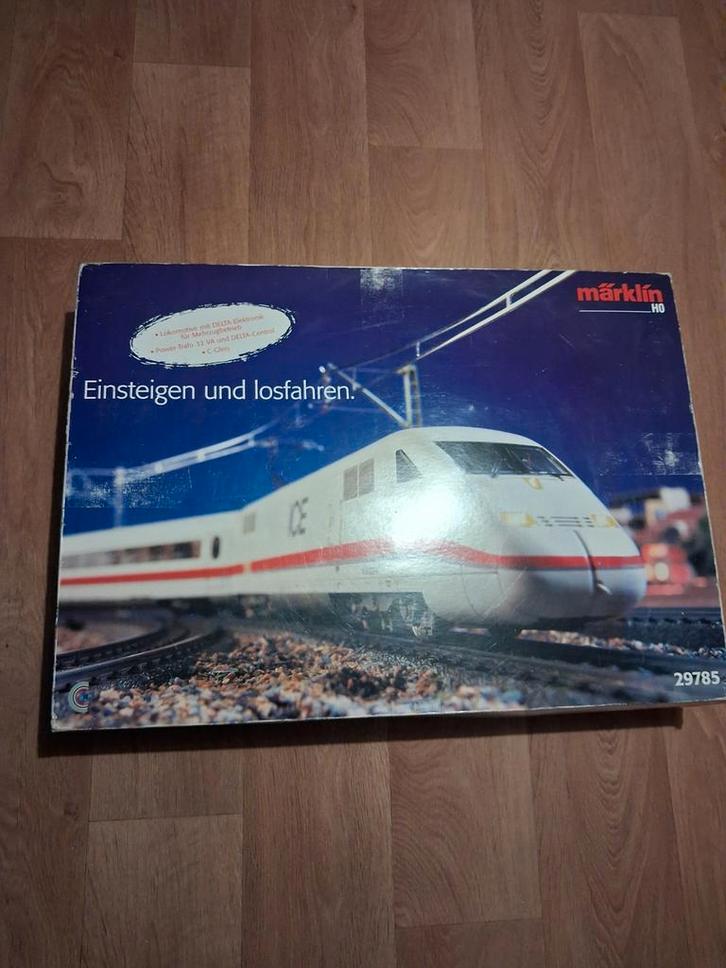 märklin
H0
• Lokomotive mit DELTA-Elektronik
für Mehrzugbetrieb
• Power Trafo 32 VA und DELTA-Control
• C-Gleis
Einsteigen und losfahren.
ICE
29785